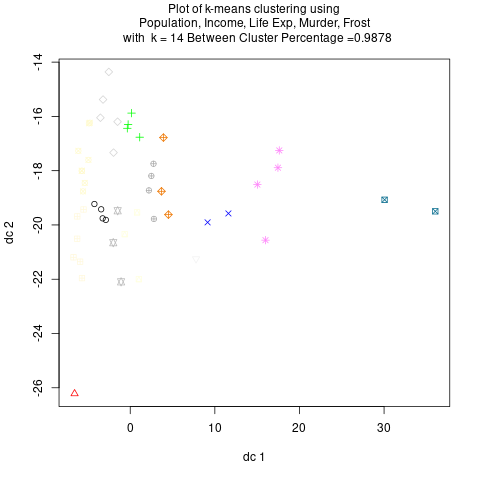 Plot of k-means clustering using
Population, Income, Life Exp, Murder, Frost
with k = 14 Between Cluster Percentage =0.9878
-14
-16
-18
-20
-22
-24
-26
dc 2
0 10 20 30
dc 1